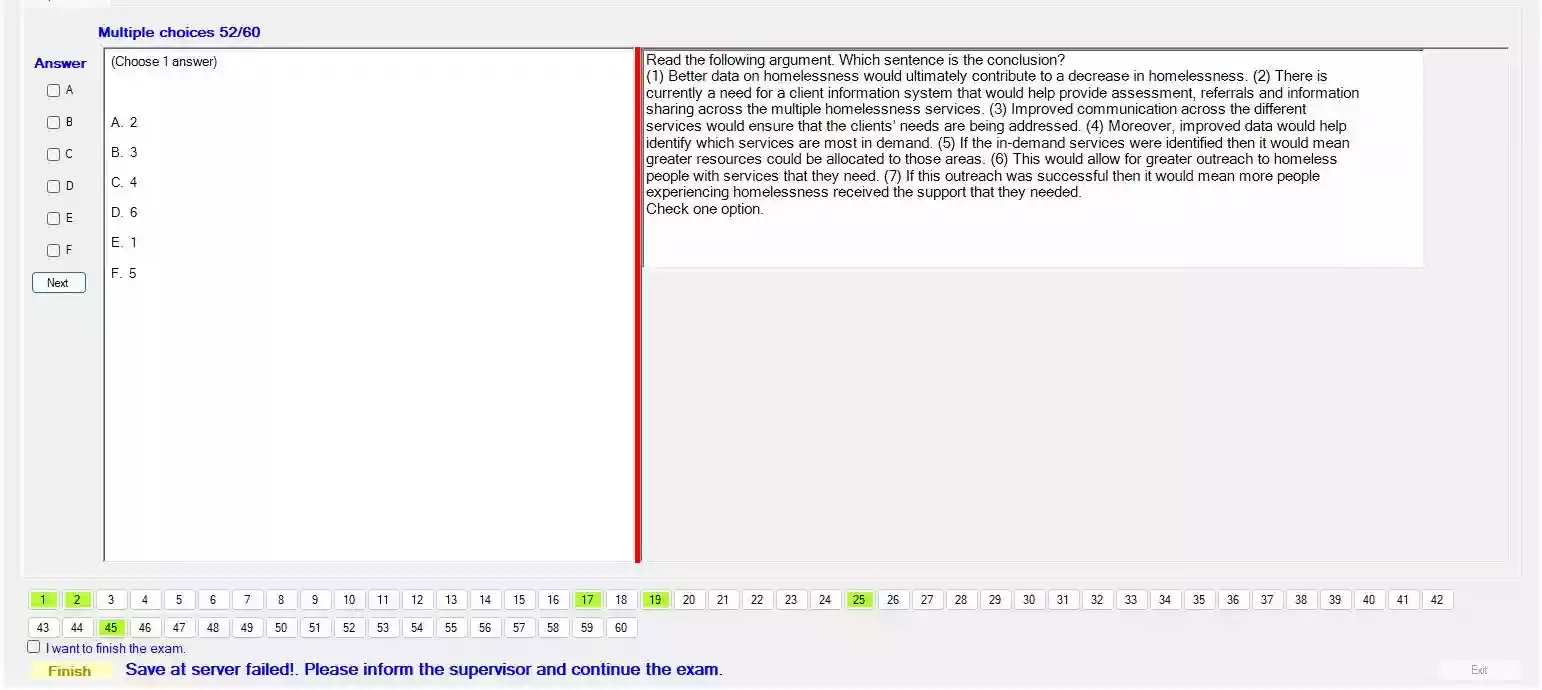 Multiple choices 52/60
Answer
(Choose 1 answer)
A
B
C
D
E
F
Next
A. 2
B. 3
C. 4
D. 6
E. 1
F. 5
Read the following argument. Which sentence is the conclusion?
(1) Better data on homelessness would ultimately contribute to a decrease in homelessness. (2) There is
currently a need for a client information system that would help provide assessment, referrals and information
sharing across the multiple homelessness services. (3) Improved communication across the different
services would ensure that the clients' needs are being addressed. (4) Moreover, improved data would help
identify which services are most in demand. (5) If the in-demand services were identified then it would mean
greater resources could be allocated to those areas. (6) This would allow for greater outreach to homeless
people with services that they need. (7) If this outreach was successful then it would mean more people
experiencing homelessness received the support that they needed.
Check one option.
1 2 3 4 5 6 7 8 9 10 11 12 13 14 15 16 17 18 19 20 21 22 23 24 25 26 27 28 29 30 31 32 33 34 35 36 37 38 39 40 41 42
43 44 45 46 47 48 49 50 51 52 53 54 55 56 57 58 59 60
I want to finish the exam.
Finish Save at server failed!. Please inform the supervisor and continue the exam. Exit